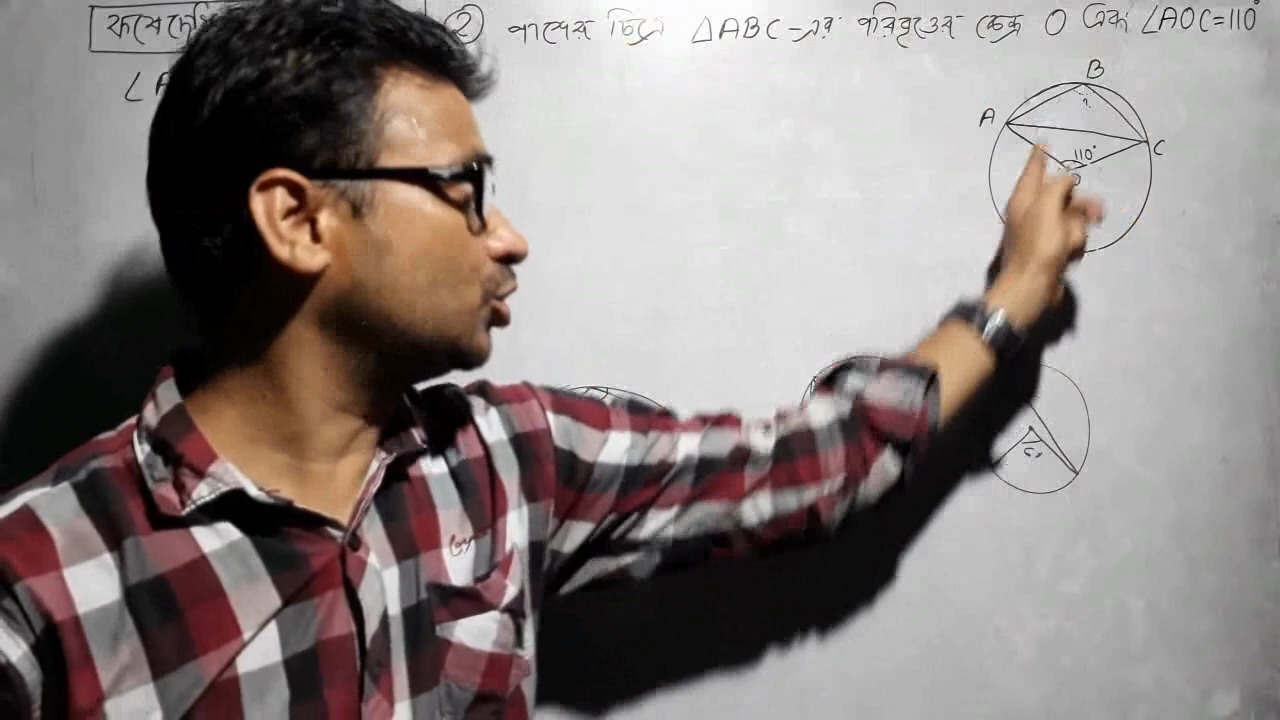 কষে দেখি
② পাশের চিত্রে △ABC-এর পরিবৃত্তের কেন্দ্র O এবং ∠AOC=110°
∠A
B
?
A
110°
C